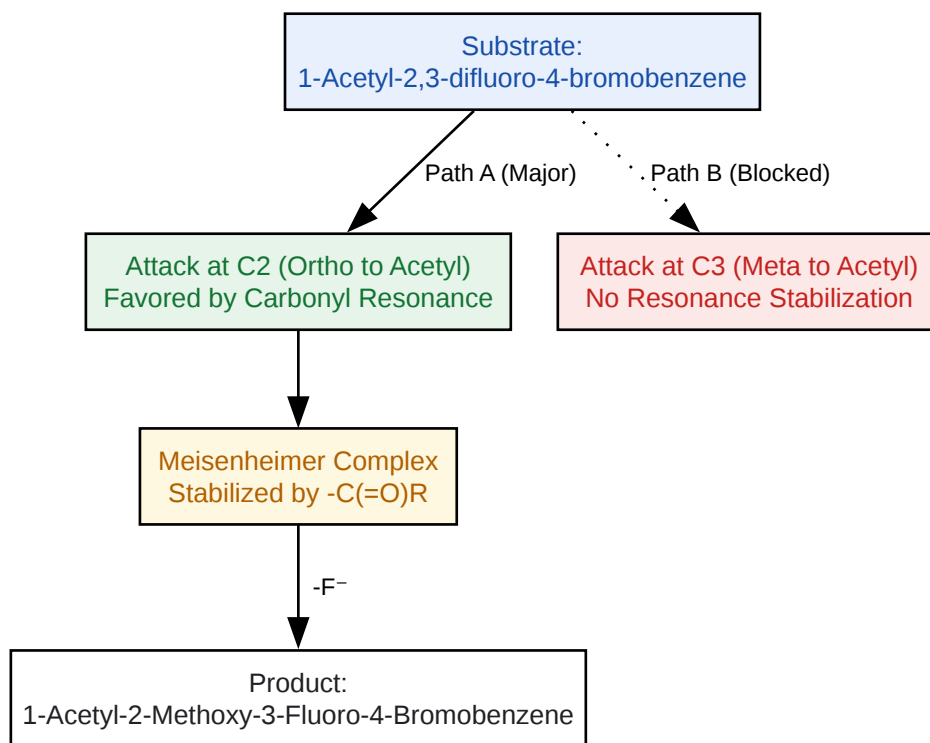 Substrate:
1-Acetyl-2,3-difluoro-4-bromobenzene
Path A (Major)
Path B (Blocked)
Attack at C2 (Ortho to Acetyl)
Favored by Carbonyl Resonance
Attack at C3 (Meta to Acetyl)
No Resonance Stabilization
Meisenheimer Complex
Stabilized by -C(=O)R
-F⁻
Product:
1-Acetyl-2-Methoxy-3-Fluoro-4-Bromobenzene